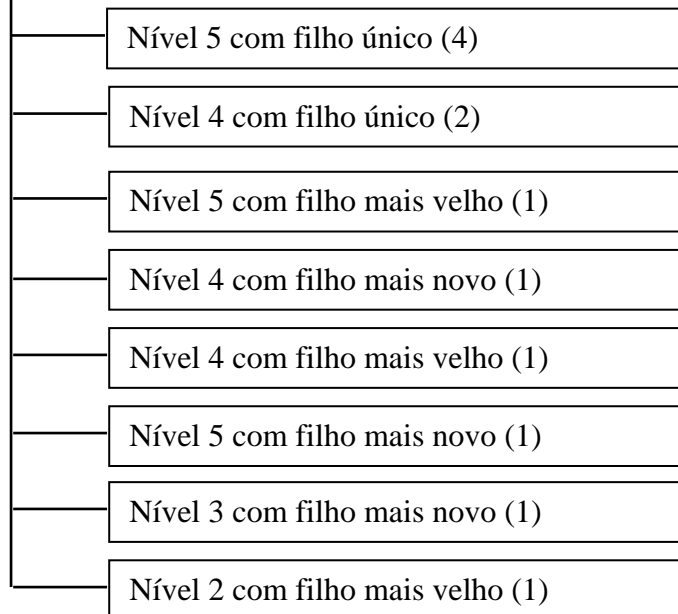 Nível 5 com filho único (4)
Nível 4 com filho único (2)
Nível 5 com filho mais velho (1)
Nível 4 com filho mais novo (1)
Nível 4 com filho mais velho (1)
Nível 5 com filho mais novo (1)
Nível 3 com filho mais novo (1)
Nível 2 com filho mais velho (1)